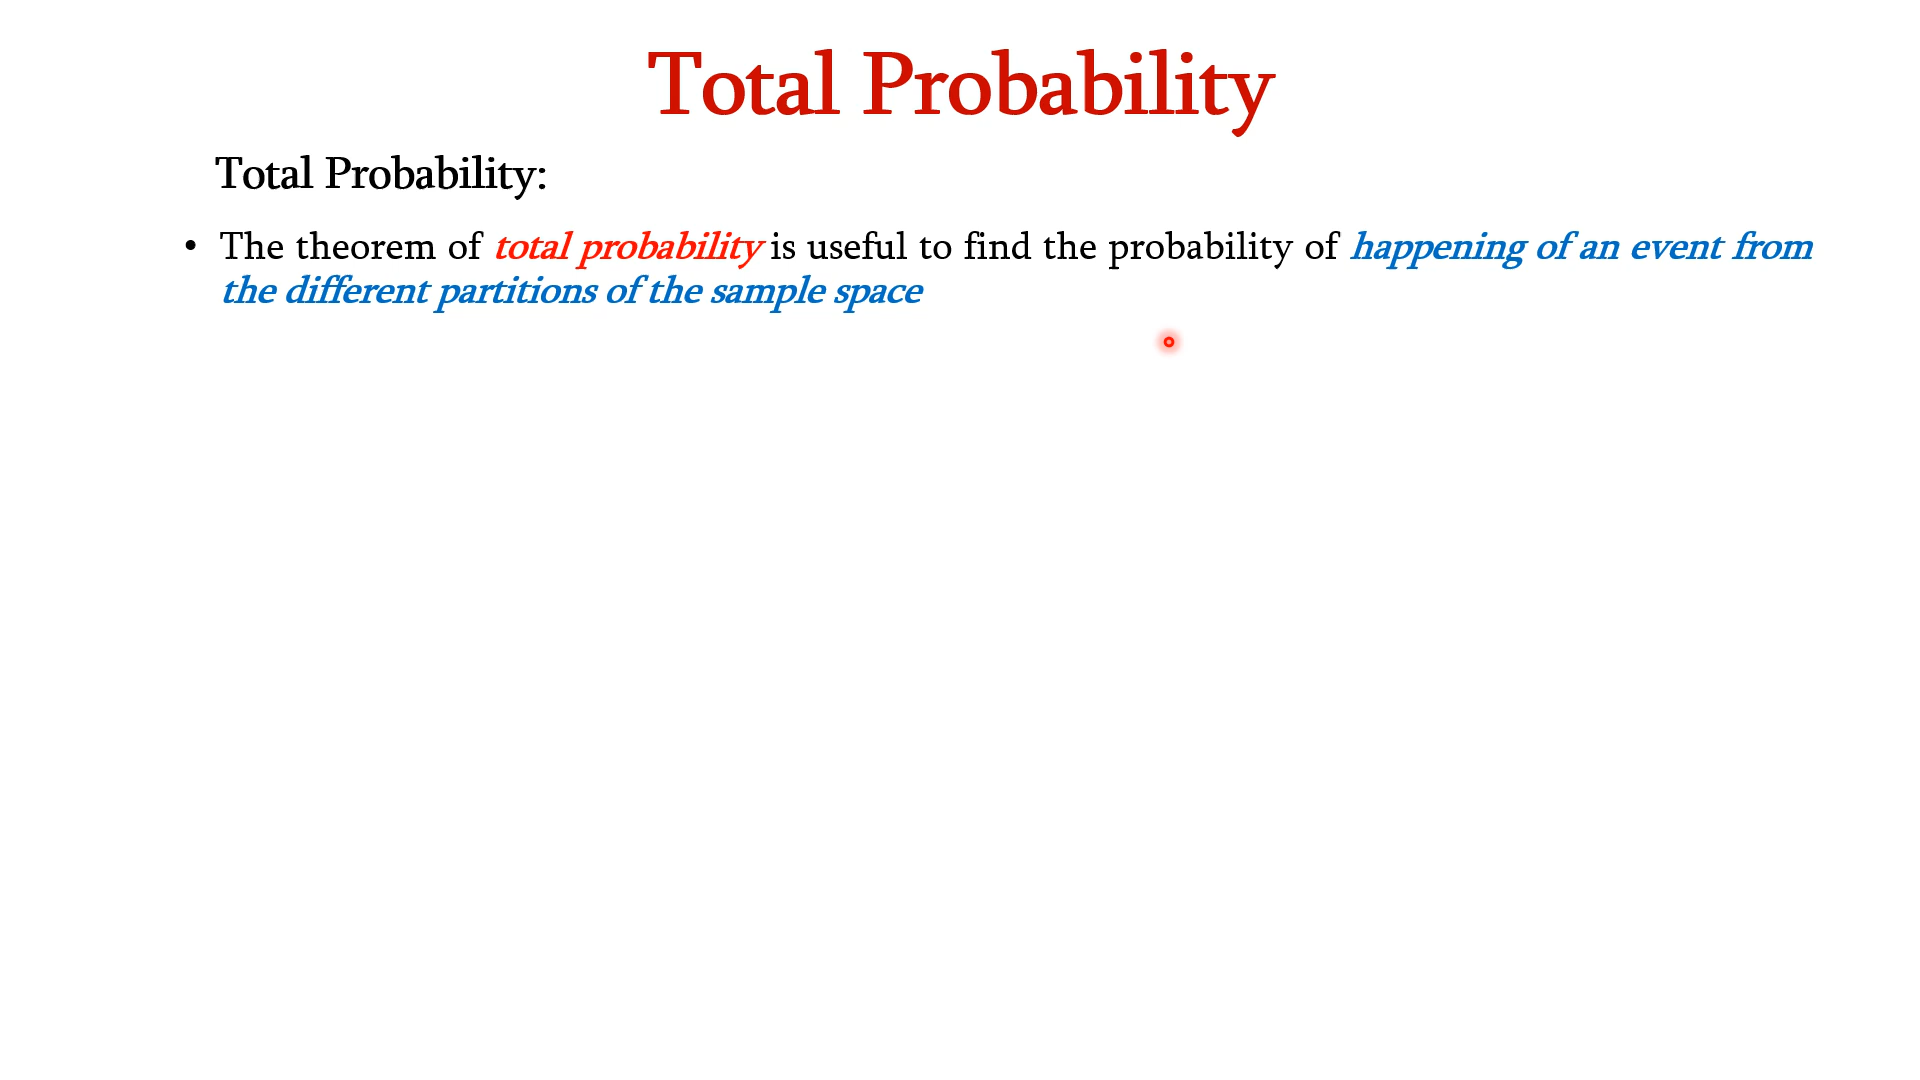 Total Probability
Total Probability:
• The theorem of total probability is useful to find the probability of happening of an event from
the different partitions of the sample space